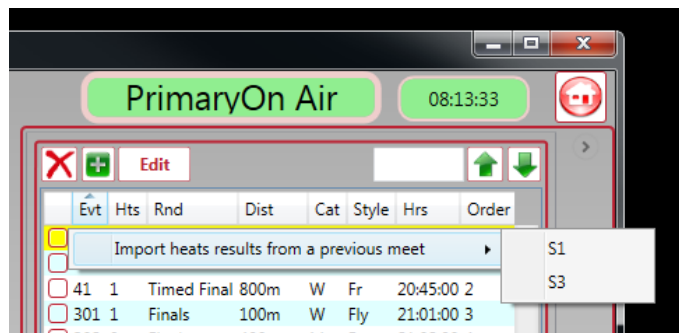 PrimaryOn Air
08:13:33
Edit
Evt Hts Rnd Dist Cat Style Hrs Order
Import heats results from a previous meet
S1
S3
41 1 Timed Final 800m W Fr 20:45:00 2
301 1 Finals 100m W Fly 21:01:00 3